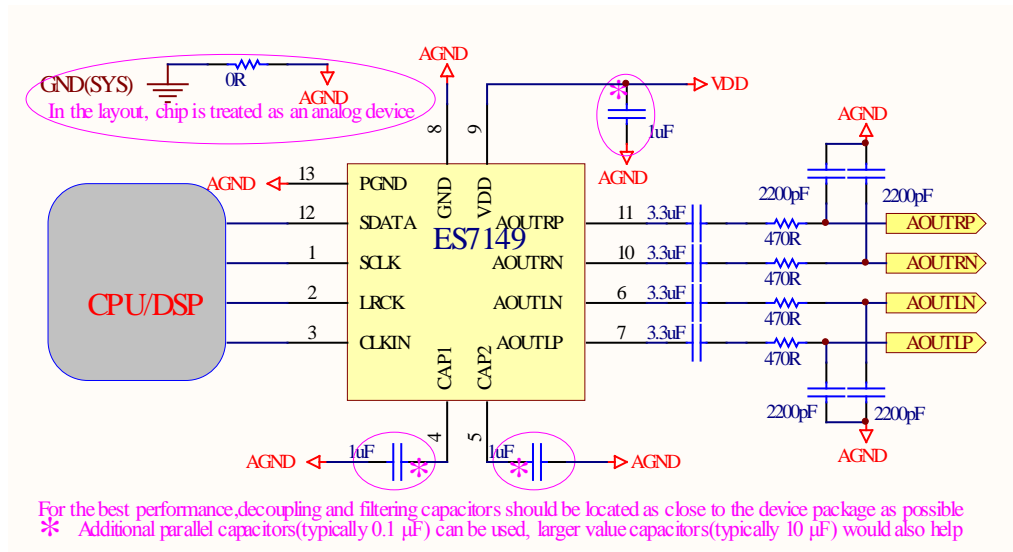 AGND
GND(SYS)
0R
AGND
In the layout, chip is treated as an analog device
8
9
*
1uF
VDD
AGND
AGND
2200pF
2200pF
AGND
13
PGND
GND
VDD
12
SDATA
AOUTRP
11
3.3uF
470R
AOUTRP
ES7149
1
SCLK
AOUTRN
10
3.3uF
470R
AOUTRN
CPU/DSP
2
LRCK
AOUTLN
6
3.3uF
470R
AOUTLN
3
CLKIN
AOUTLP
7
3.3uF
470R
AOUTLP
CAP1
CAP2
2200pF
2200pF
AGND
4
5
AGND
1uF
*
1uF
*
AGND
For the best performance,decoupling and filtering capacitors should be located as close to the device package as possible
* Additional parallel capacitors(typically 0.1 μF) can be used, larger value capacitors(typically 10 μF) would also help